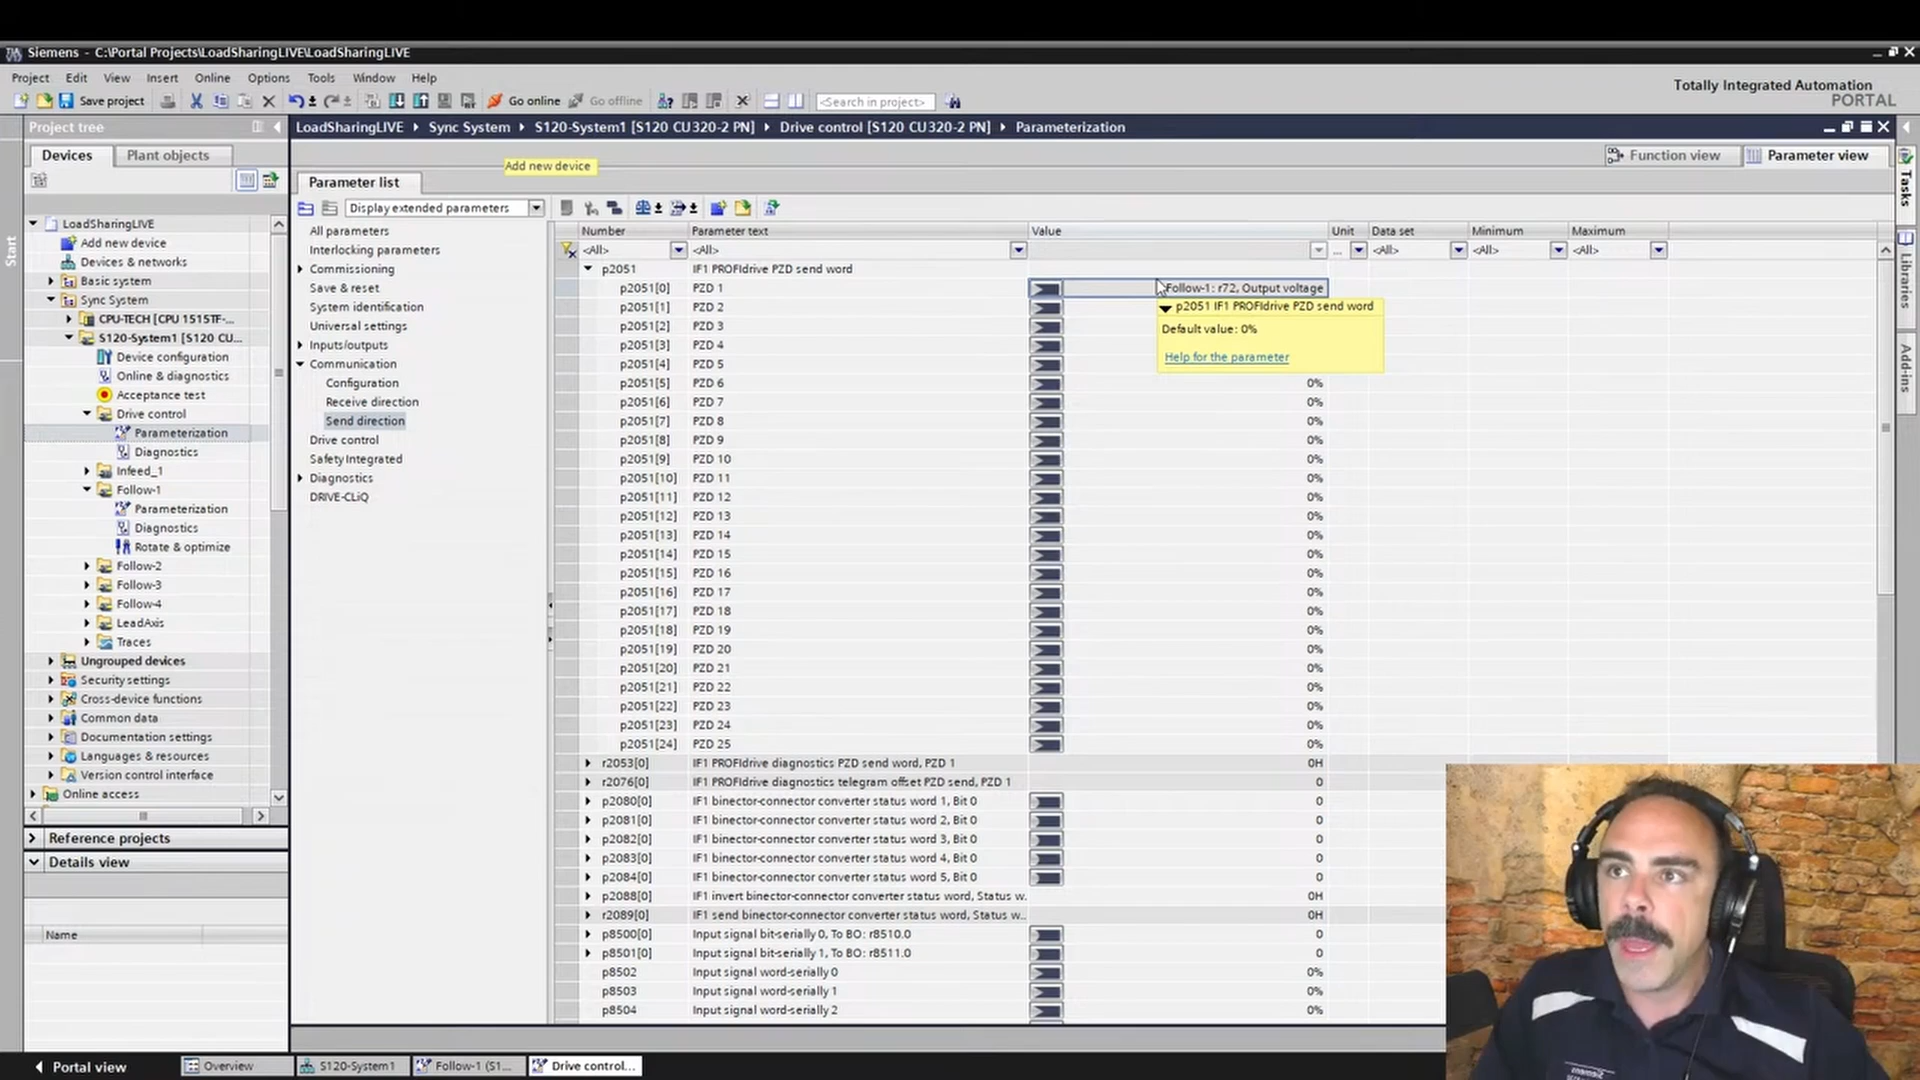 Siemens - C:\Portal Projects\LoadSharingLIVE\LoadSharingLIVE
Project Edit View Insert Online Options Tools Window Help
Totally Integrated Automation
PORTAL
Save project Go online Go offline <Search in project>
Project tree
LoadSharingLIVE Sync System S120-System1 [S120 CU320-2 PN] Drive control [S120 CU320-2 PN] Parameterization
Devices Plant objects
Add new device
Function view Parameter view
Parameter list
Display extended parameters
Start
LoadSharingLIVE
Add new device
Devices & networks
Basic system
Sync System
CPU-TECH [CPU 1515TF-...
S120-System1 [S120 CU...
Device configuration
Online & diagnostics
Acceptance test
Drive control
Parameterization
Diagnostics
Infeed_1
Follow-1
Parameterization
Diagnostics
Rotate & optimize
Follow-2
Follow-3
Follow-4
LeadAxis
Traces
Ungrouped devices
Security settings
Cross-device functions
Common data
Documentation settings
Languages & resources
Version control interface
Online access
Reference projects
Details view
Name
All parameters
Interlocking parameters
Commissioning
Save & reset
System identification
Universal settings
Inputs/outputs
Communication
Configuration
Receive direction
Send direction
Drive control
Safety Integrated
Diagnostics
DRIVE-CLiQ
Number Parameter text Value Unit Data set Minimum Maximum
<All> <All> ... <All> <All> <All>
p2051 IF1 PROFIdrive PZD send word
p2051[0] PZD 1 Follow-1: r72, Output voltage
p2051[1] PZD 2
p2051[2] PZD 3
p2051[3] PZD 4
p2051[4] PZD 5
p2051 IF1 PROFIdrive PZD send word
Default value: 0%
Help for the parameter
p2051[5] PZD 6 0%
p2051[6] PZD 7 0%
p2051[7] PZD 8 0%
p2051[8] PZD 9 0%
p2051[9] PZD 10 0%
p2051[10] PZD 11 0%
p2051[11] PZD 12 0%
p2051[12] PZD 13 0%
p2051[13] PZD 14 0%
p2051[14] PZD 15 0%
p2051[15] PZD 16 0%
p2051[16] PZD 17 0%
p2051[17] PZD 18 0%
p2051[18] PZD 19 0%
p2051[19] PZD 20 0%
p2051[20] PZD 21 0%
p2051[21] PZD 22 0%
p2051[22] PZD 23 0%
p2051[23] PZD 24 0%
p2051[24] PZD 25 0%
r2053[0] IF1 PROFIdrive diagnostics PZD send word, PZD 1 0H
r2076[0] IF1 PROFIdrive diagnostics telegram offset PZD send, PZD 1 0
p2080[0] IF1 binector-connector converter status word 1, Bit 0 0
p2081[0] IF1 binector-connector converter status word 2, Bit 0 0
p2082[0] IF1 binector-connector converter status word 3, Bit 0 0
p2083[0] IF1 binector-connector converter status word 4, Bit 0 0
p2084[0] IF1 binector-connector converter status word 5, Bit 0 0
p2088[0] IF1 invert binector-connector converter status word, Status w... 0H
r2089[0] IF1 send binector-connector converter status word, Status w... 0H
p8500[0] Input signal bit-serially 0, To BO: r8510.0 0
p8501[0] Input signal bit-serially 1, To BO: r8511.0 0
p8502 Input signal word-serially 0 0%
p8503 Input signal word-serially 1 0%
p8504 Input signal word-serially 2 0%
Tasks
Libraries
Add-ins
Portal view Overview S120-System1 Follow-1 (S1... Drive control...